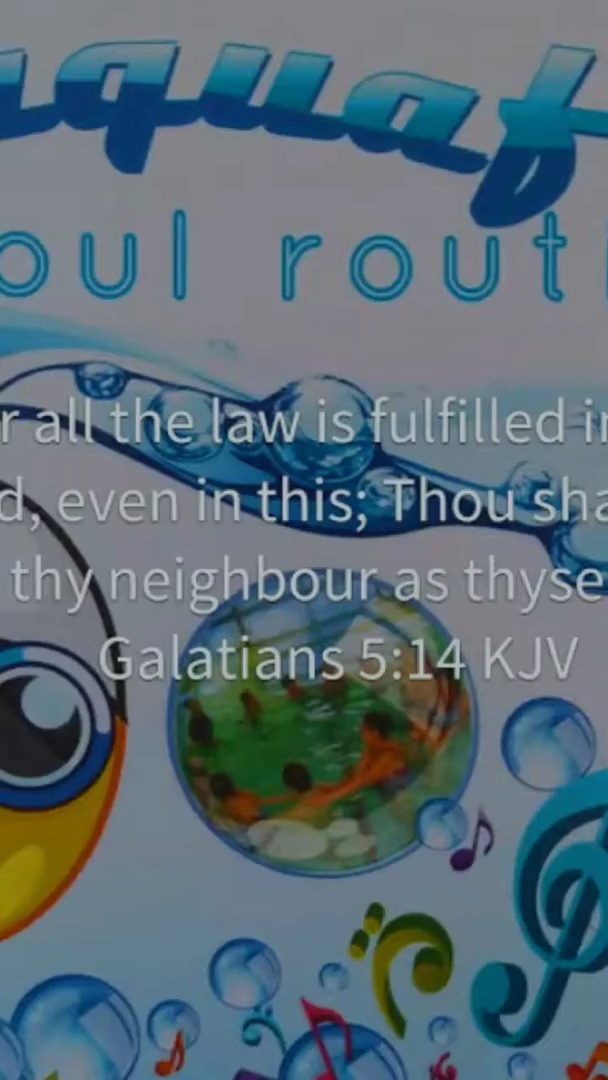 aquaf
oul rout
r all the law is fulfilled in
d, even in this; Thou sha
thy neighbour as thyse
Galatians 5:14 KJV